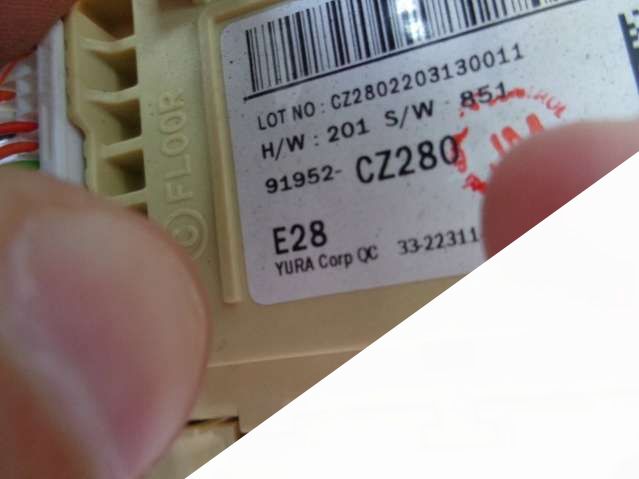 LOT NO : CZ2802203130011
H/W : 201 S/W : 851
91952- CZ280
E28
YURA Corp QC 33-22311
© FLOOR